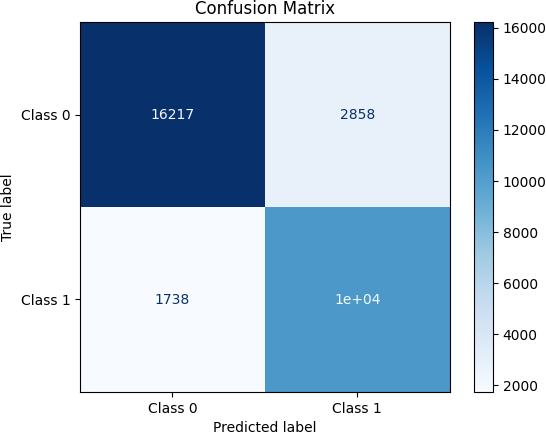 Confusion Matrix
16000
14000
12000
10000
8000
6000
4000
2000
True label
Class 0
16217
2858
Class 1
1738
1e+04
Class 0
Class 1
Predicted label